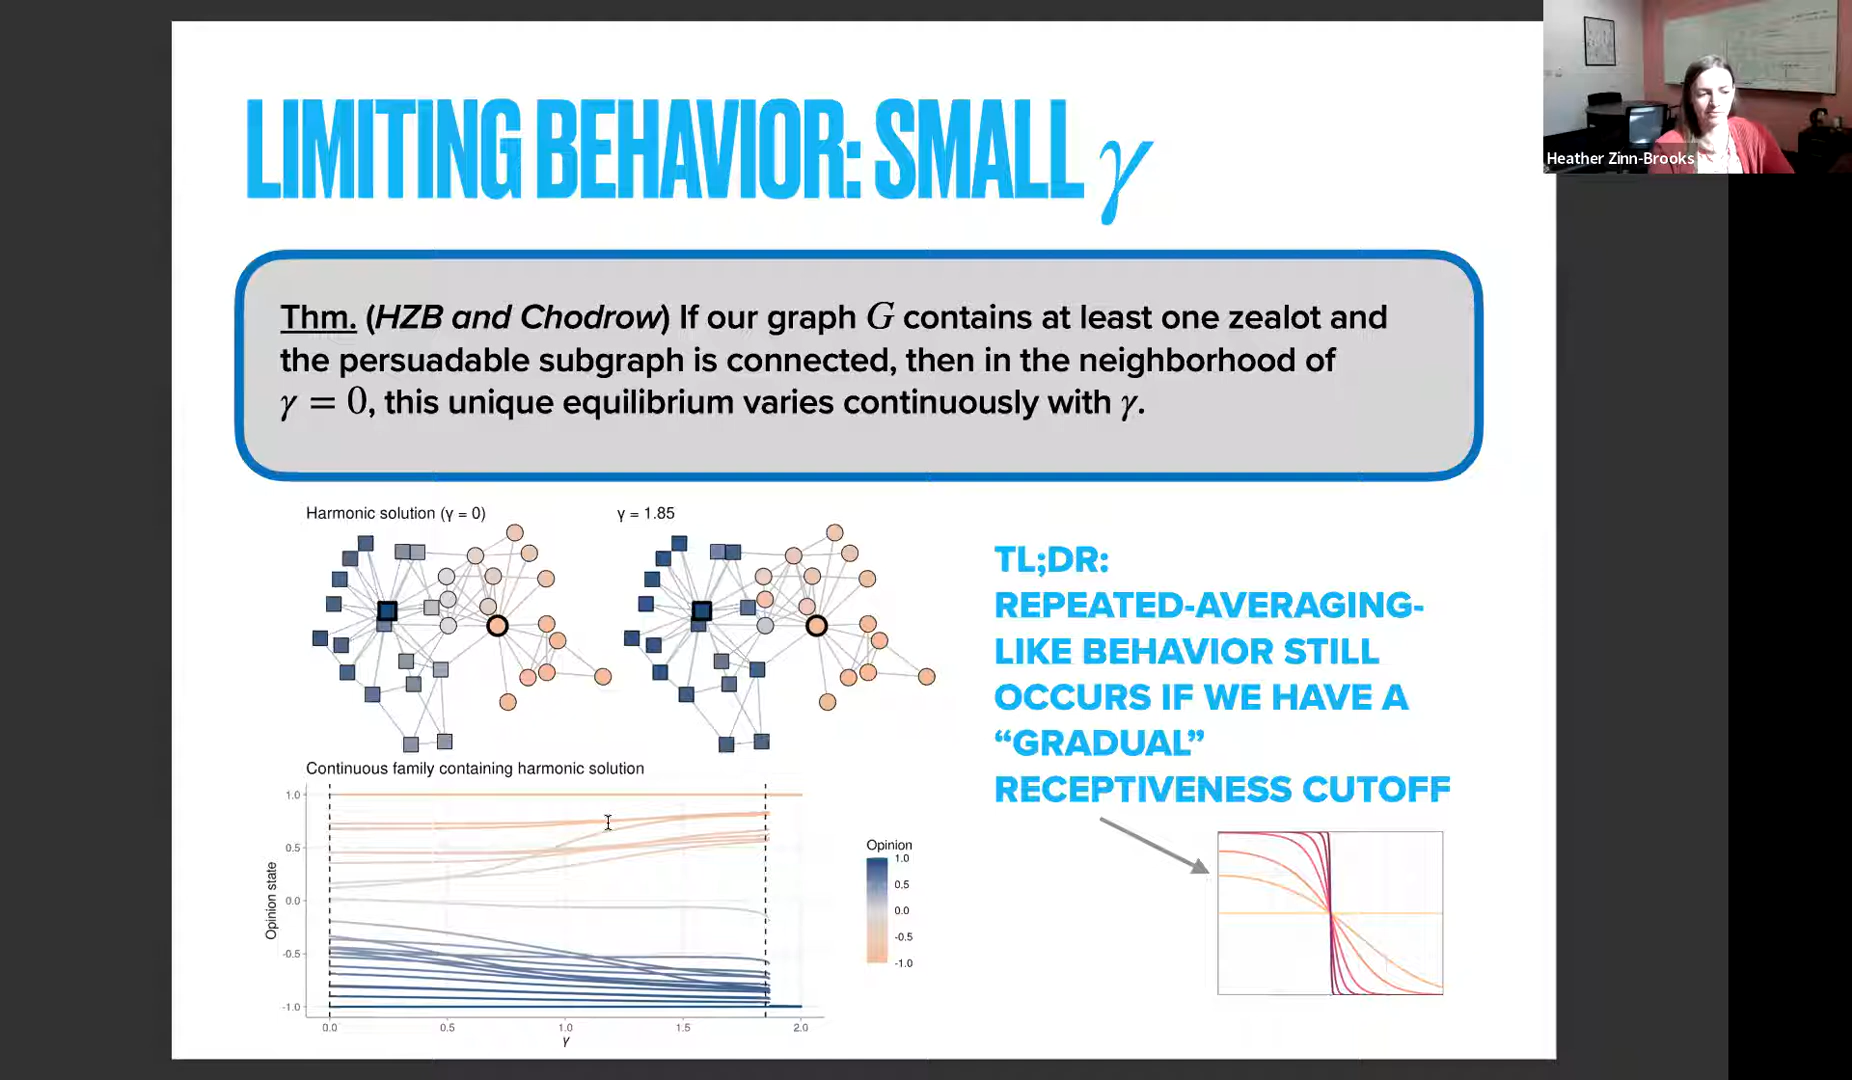 LIMITING BEHAVIOR: SMALL γ
Heather Zinn-Brooks
Thm. (HZB and Chodrow) If our graph G contains at least one zealot and
the persuadable subgraph is connected, then in the neighborhood of
γ = 0, this unique equilibrium varies continuously with γ.
Harmonic solution (γ = 0)
γ = 1.85
TL;DR:
REPEATED-AVERAGING-
LIKE BEHAVIOR STILL
OCCURS IF WE HAVE A
“GRADUAL”
RECEPTIVENESS CUTOFF
Continuous family containing harmonic solution
Opinion state
1.0
0.5
0.0
-0.5
-1.0
0.0
0.5
1.0
1.5
2.0
γ
Opinion
1.0
0.5
0.0
-0.5
-1.0